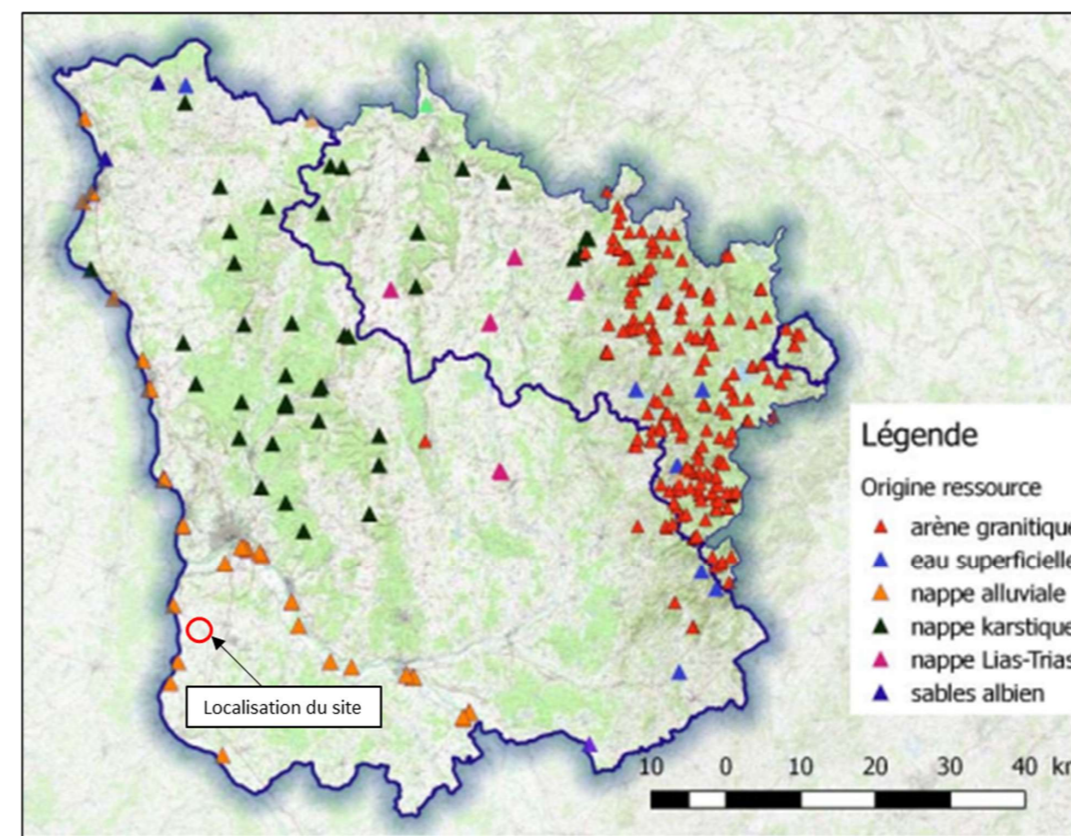 Légende
Origine ressource
arène granitique
eau superficielle
nappe alluviale
nappe karstique
nappe Lias-Trias
sables albien
Localisation du site
10 0 10 20 30 40 km